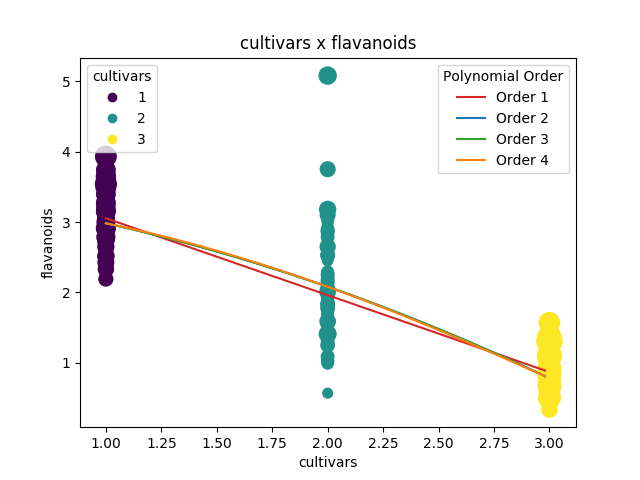 cultivars x flavanoids
cultivars
1
2
3
Polynomial Order
Order 1
Order 2
Order 3
Order 4
flavanoids
5
4
3
2
1
1.00 1.25 1.50 1.75 2.00 2.25 2.50 2.75 3.00
cultivars